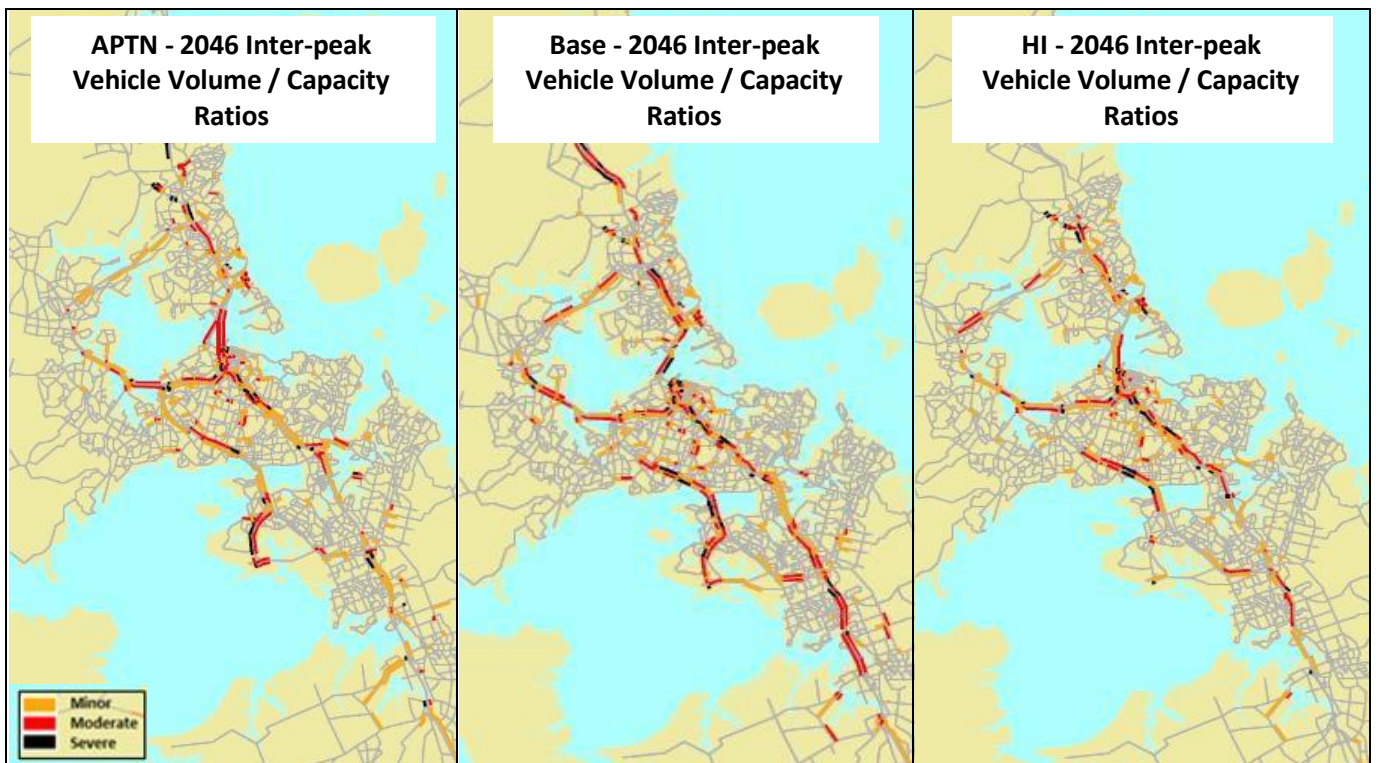 APTN - 2046 Inter-peak
Vehicle Volume / Capacity
Ratios
Base - 2046 Inter-peak
Vehicle Volume / Capacity
Ratios
HI - 2046 Inter-peak
Vehicle Volume / Capacity
Ratios
Minor
Moderate
Severe